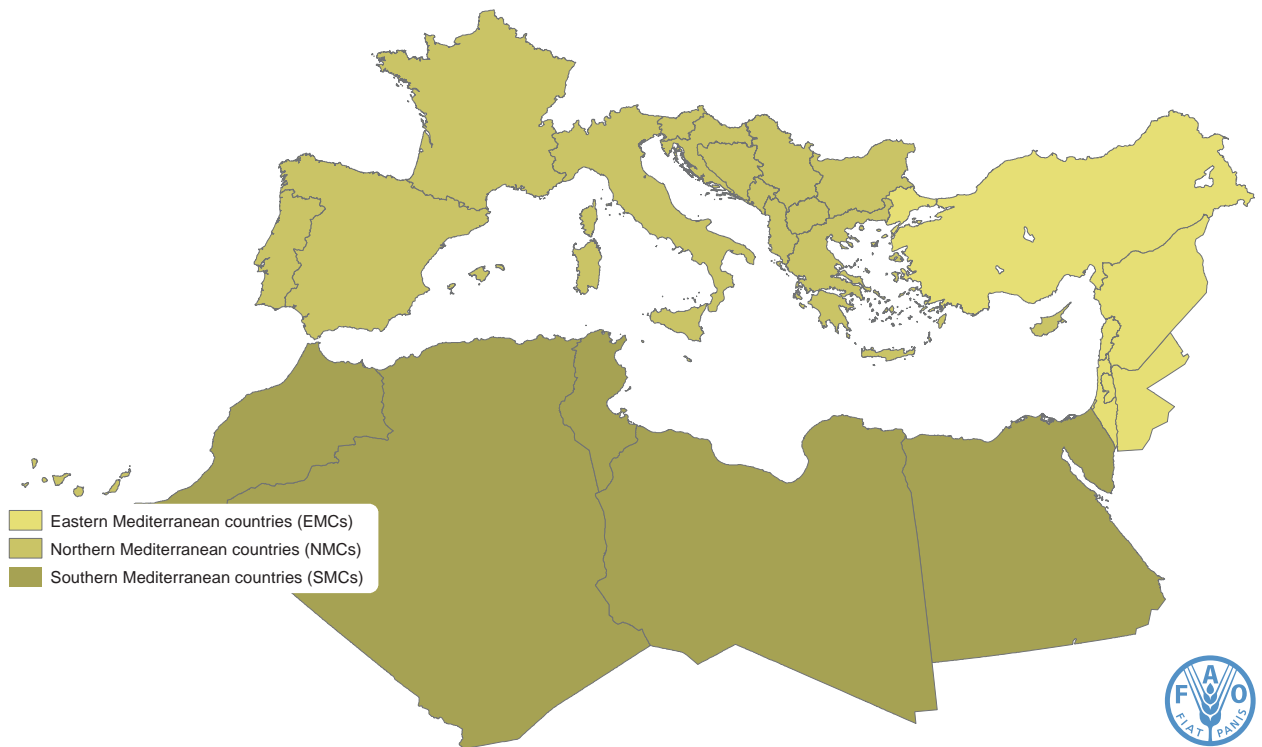 Eastern Mediterranean countries (EMCs)
Northern Mediterranean countries (NMCs)
Southern Mediterranean countries (SMCs)
F A O
FIAT PANIS